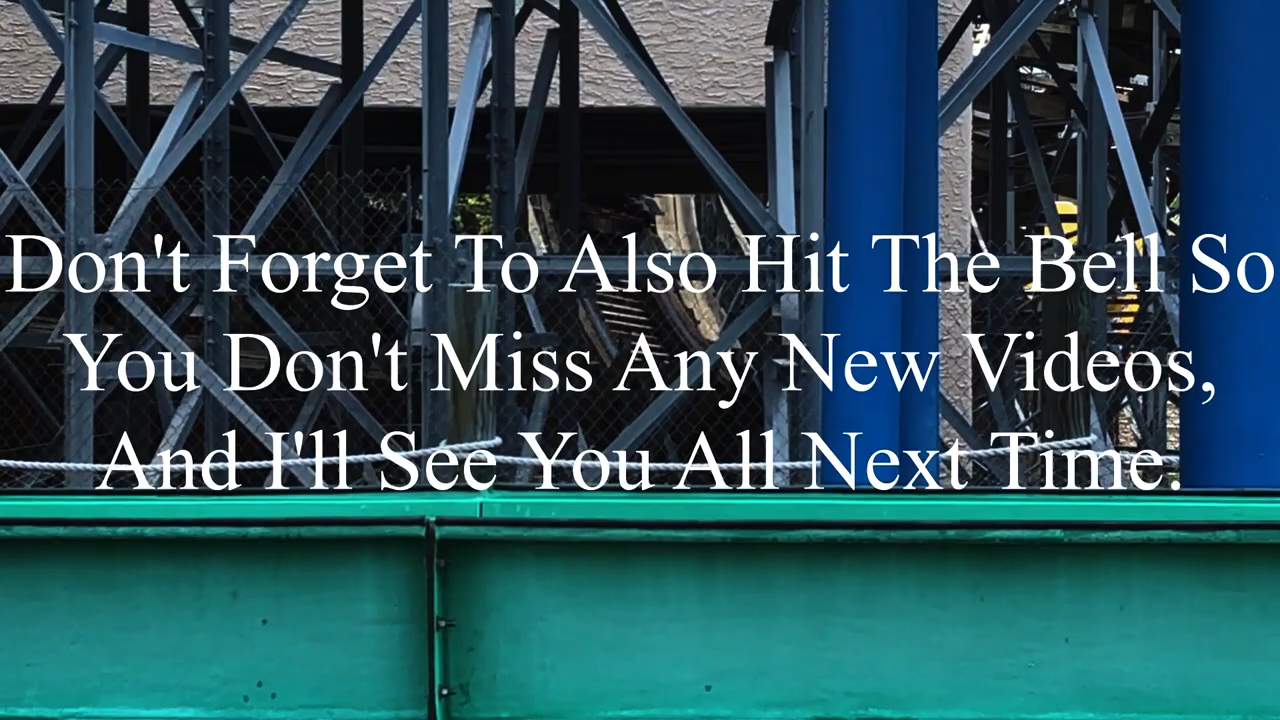 Don't Forget To Also Hit The Bell So
You Don't Miss Any New Videos,
And I'll See You All Next Time.